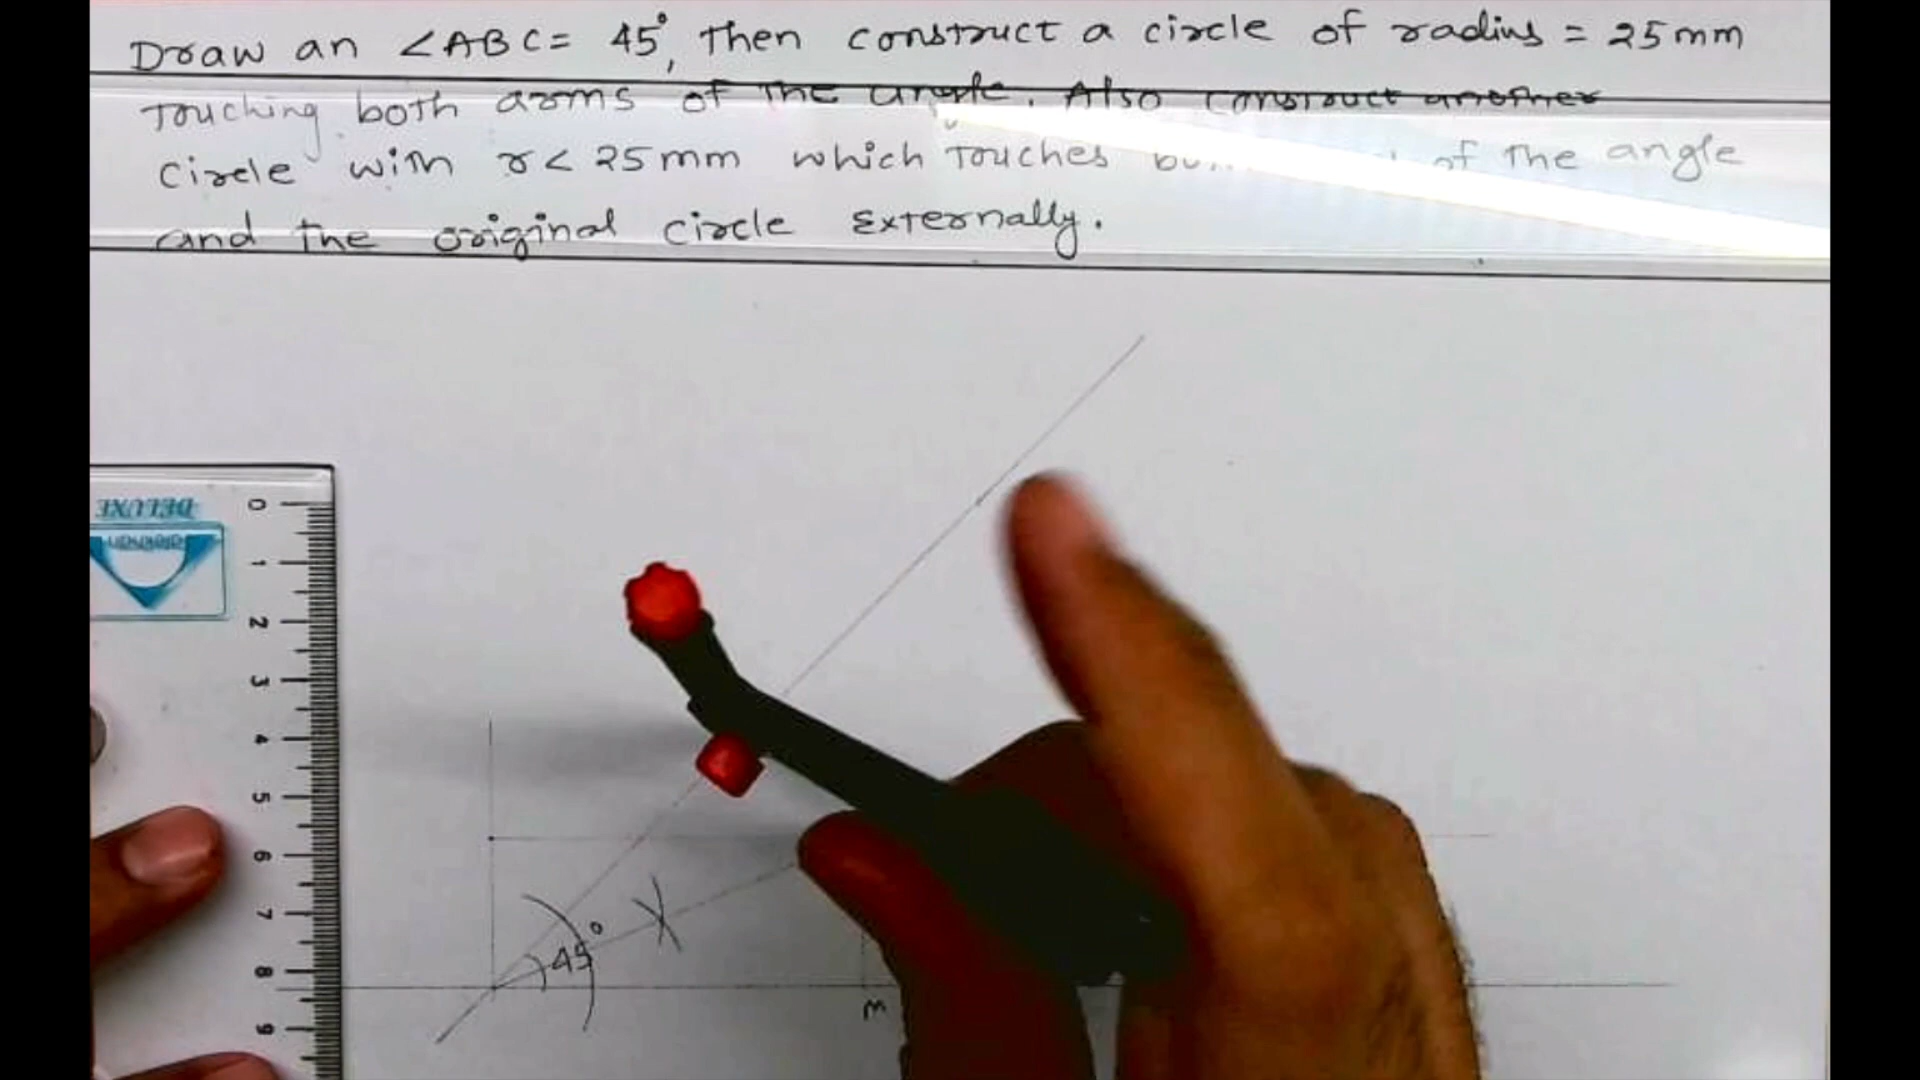 Draw an ∠ABC= 45°, Then construct a circle of radius = 25mm
Touching both arms of the angle. Also construct another
circle with r< 25mm which Touches of the angle
and the original circle Externally.
DELUXE
0
1
2
3
4
5
6
7
8
9
45°
m